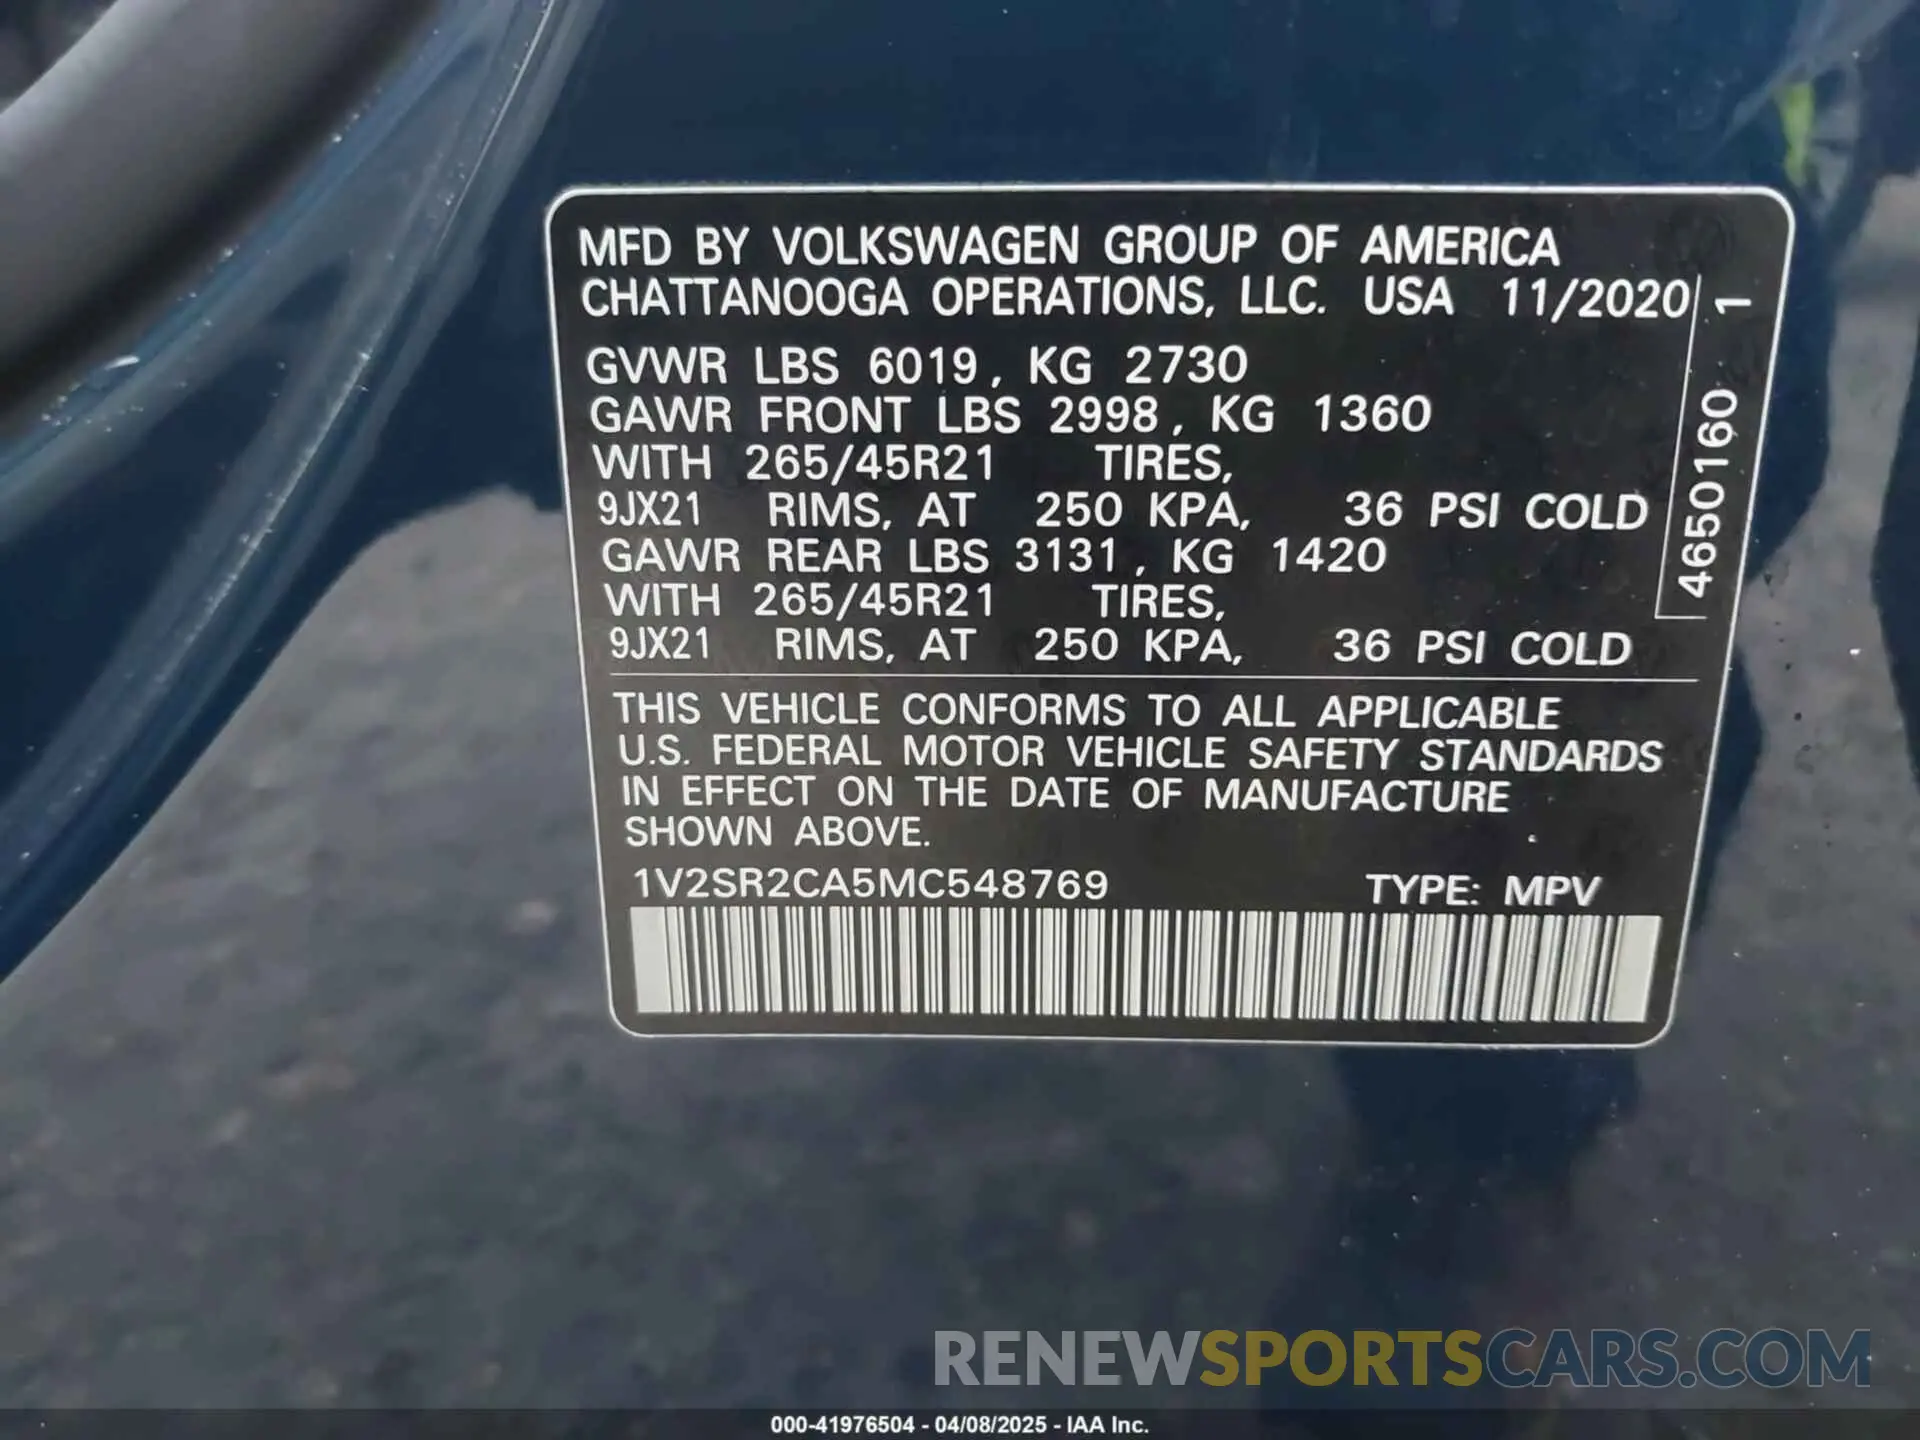 MFD BY VOLKSWAGEN GROUP OF AMERICA
CHATTANOOGA OPERATIONS, LLC. USA 11/2020
GVWR LBS 6019, KG 2730
GAWR FRONT LBS 2998, KG 1360
WITH 265/45R21 TIRES,
9JX21 RIMS, AT 250 KPA, 36 PSI COLD
GAWR REAR LBS 3131, KG 1420
WITH 265/45R21 TIRES,
9JX21 RIMS, AT 250 KPA, 36 PSI COLD
4650160 1
THIS VEHICLE CONFORMS TO ALL APPLICABLE
U.S. FEDERAL MOTOR VEHICLE SAFETY STANDARDS
IN EFFECT ON THE DATE OF MANUFACTURE
SHOWN ABOVE.
1V2SR2CA5MC548769 TYPE: MPV
RENEWSPORTSCARS.COM
000-41976504 - 04/08/2025 - IAA Inc.